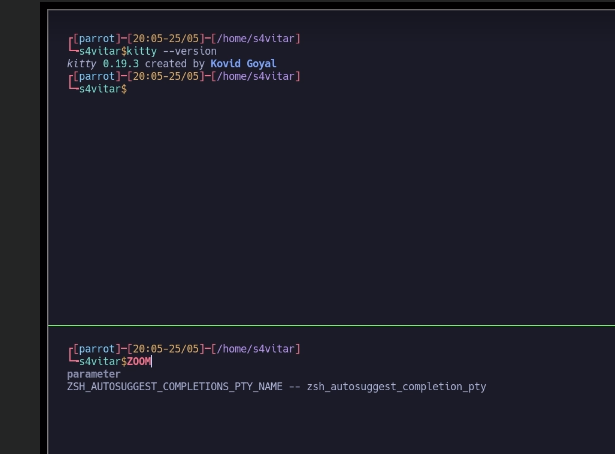 ┌[parrot]─[20:05-25/05]─[/home/s4vitar]
└╼s4vitar$kitty --version
kitty 0.19.3 created by Kovid Goyal
┌[parrot]─[20:05-25/05]─[/home/s4vitar]
└╼s4vitar$
┌[parrot]─[20:05-25/05]─[/home/s4vitar]
└╼s4vitar$ZOOM
parameter
ZSH_AUTOSUGGEST_COMPLETIONS_PTY_NAME -- zsh_autosuggest_completion_pty